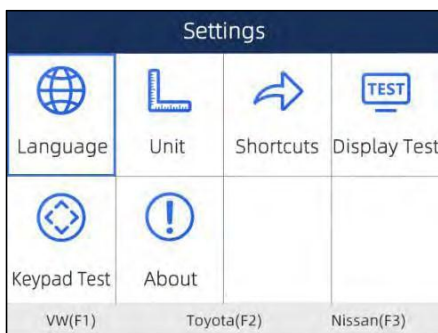 Settings
TEST
Language Unit Shortcuts Display Test
Keypad Test About
VW(F1) Toyota(F2) Nissan(F3)